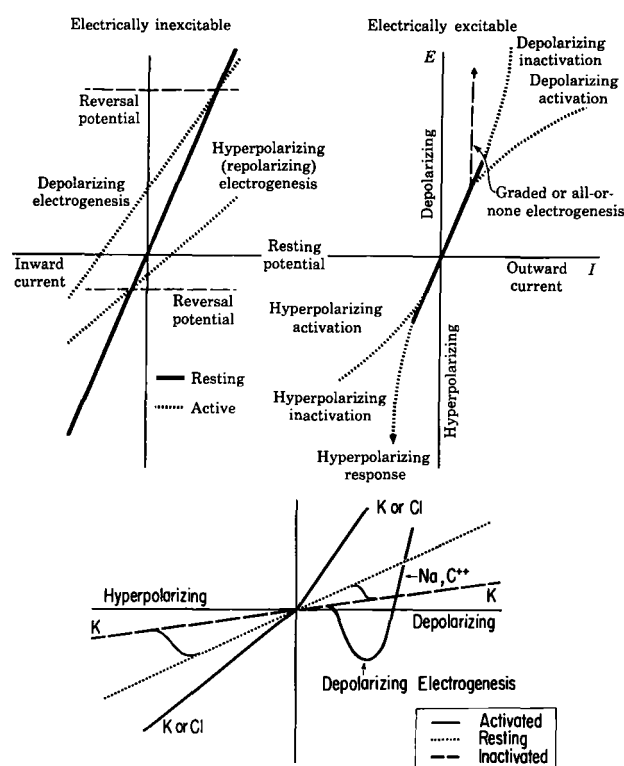 Electrically inexcitable
Reversal
potential
Depolarizing
electrogenesis
Hyperpolarizing
(repolarizing)
electrogenesis
Inward
current
Resting
potential
Reversal
potential
Resting
Active
Electrically excitable
E
Depolarizing
inactivation
Depolarizing
activation
Depolarizing
Graded or all-or-
none electrogenesis
Outward
current
I
Hyperpolarizing
activation
Hyperpolarizing
inactivation
Hyperpolarizing
response
Hyperpolarizing
K or Cl
Na, C++
Hyperpolarizing
K
K
Depolarizing
Depolarizing Electrogenesis
K or Cl
Activated
Resting
Inactivated